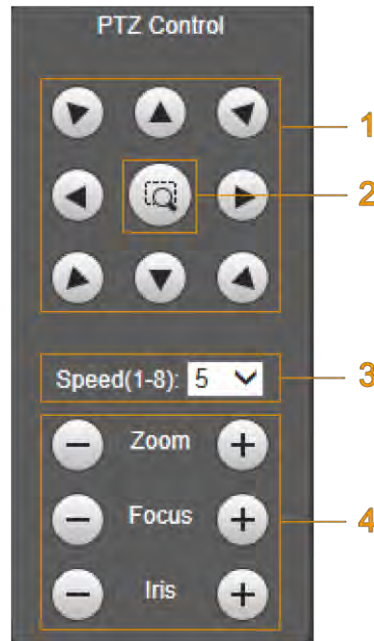 PTZ Control
1
2
Speed(1-8): 5
3
Zoom
Focus
4
Iris